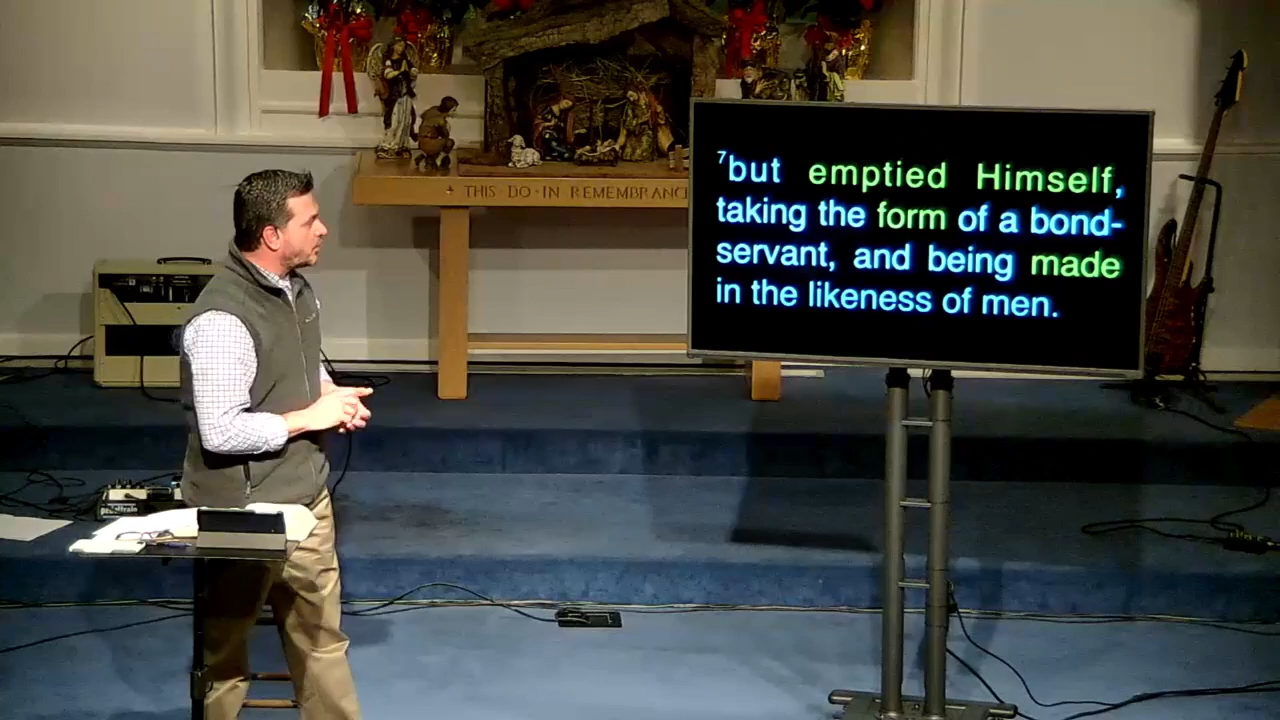 + THIS DO · IN REMEMBRANC
⁷but emptied Himself,
taking the form of a bond-
servant, and being made
in the likeness of men.